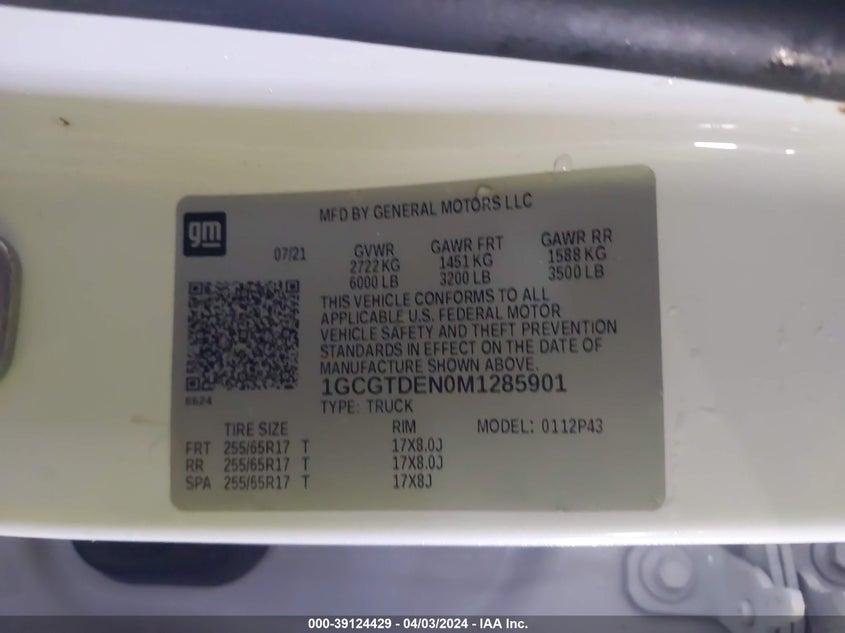 gm
MFD BY GENERAL MOTORS LLC
07/21
GVWR
2722 KG
6000 LB
GAWR FRT
1451 KG
3200 LB
GAWR RR
1588 KG
3500 LB
THIS VEHICLE CONFORMS TO ALL
APPLICABLE U.S. FEDERAL MOTOR
VEHICLE SAFETY AND THEFT PREVENTION
STANDARDS IN EFFECT ON THE DATE OF
MANUFACTURE SHOWN ABOVE.
8624
1GCGTDEN0M1285901
TYPE: TRUCK
TIRE SIZE RIM MODEL: 0112P43
FRT 255/65R17 T 17X8.0J
RR 255/65R17 T 17X8.0J
SPA 255/65R17 T 17X8J
000-39124429 - 04/03/2024 - IAA Inc.